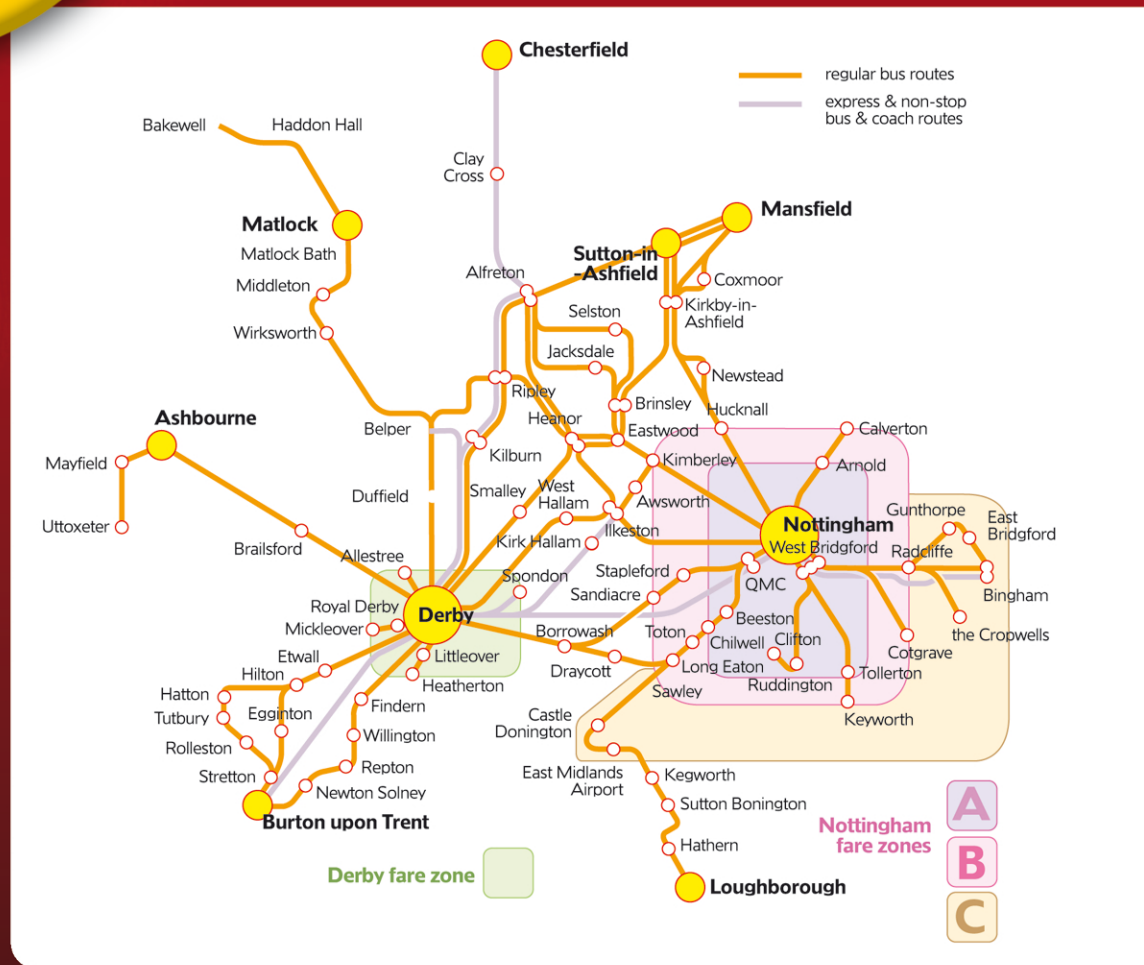 Chesterfield
regular bus routes
express & non-stop
bus & coach routes
Bakewell
Haddon Hall
Clay
Cross
Matlock
Mansfield
Matlock Bath
Sutton-in
-Ashfield
Alfreton
Middleton
Coxmoor
Kirkby-in-
Ashfield
Selston
Wirksworth
Jacksdale
Newstead
Ripley
Brinsley
Hucknall
Ashbourne
Heanor
Belper
Eastwood
Calverton
Kilburn
Mayfield
Kimberley
Arnold
Duffield
Smalley
West
Hallam
Awsworth
Gunthorpe
East
Bridgford
Uttoxeter
Nottingham
Ilkeston
Brailsford
Kirk Hallam
West Bridgford
Radcliffe
Allestree
Spondon
Stapleford
QMC
Sandiacre
Bingham
Royal Derby
Derby
Mickleover
Borrowash
Toton
Beeston
Chilwell
Clifton
the Cropwells
Cotgrave
Etwall
Littleover
Draycott
Long Eaton
Tollerton
Hilton
Heatherton
Sawley
Ruddington
Hatton
Tutbury
Egginton
Findern
Keyworth
Castle
Donington
Willington
Rolleston
Repton
East Midlands
Airport
Kegworth
Stretton
Newton Solney
Sutton Bonington
Burton upon Trent
Nottingham
fare zones
A
B
C
Hathern
Derby fare zone
Loughborough